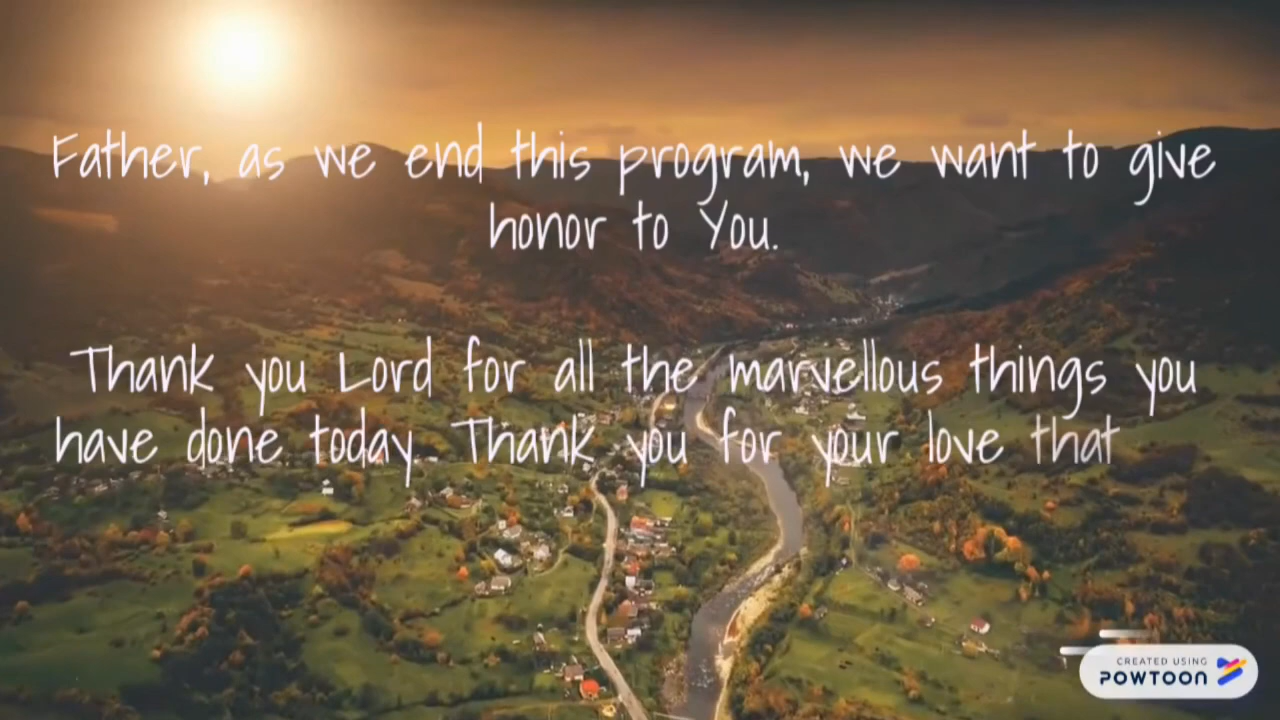 Father, as we end this program, we want to give
honor to You.
Thank you Lord for all the marvellous things you
have done today. Thank you for your love that
CREATED USING
POWTOON